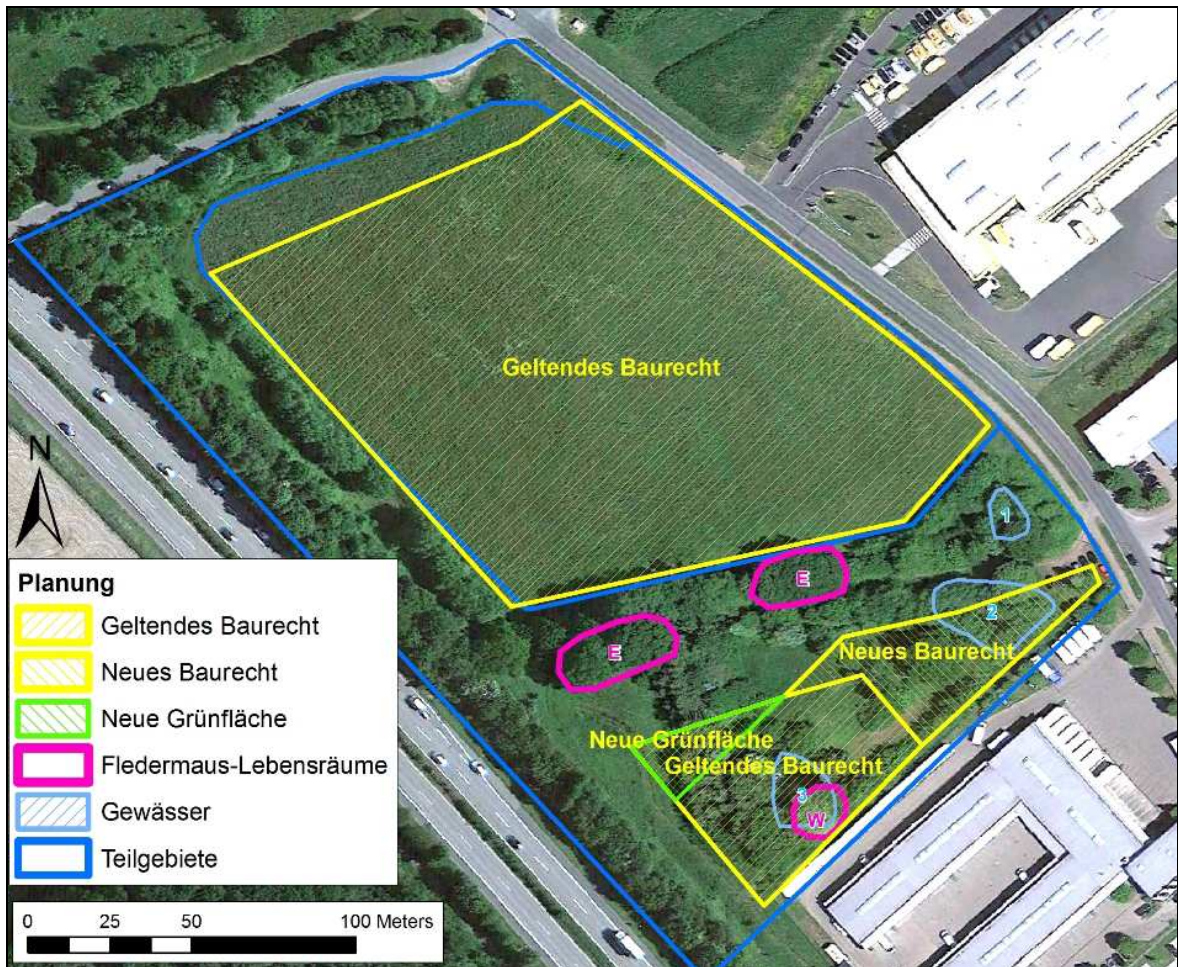 Geltendes Baurecht
1
E
2
E
Neues Baurecht
Neue Grünfläche
Geltendes Baurecht
3
W
N
Planung
Geltendes Baurecht
Neues Baurecht
Neue Grünfläche
Fledermaus-Lebensräume
Gewässer
Teilgebiete
0 25 50 100 Meters